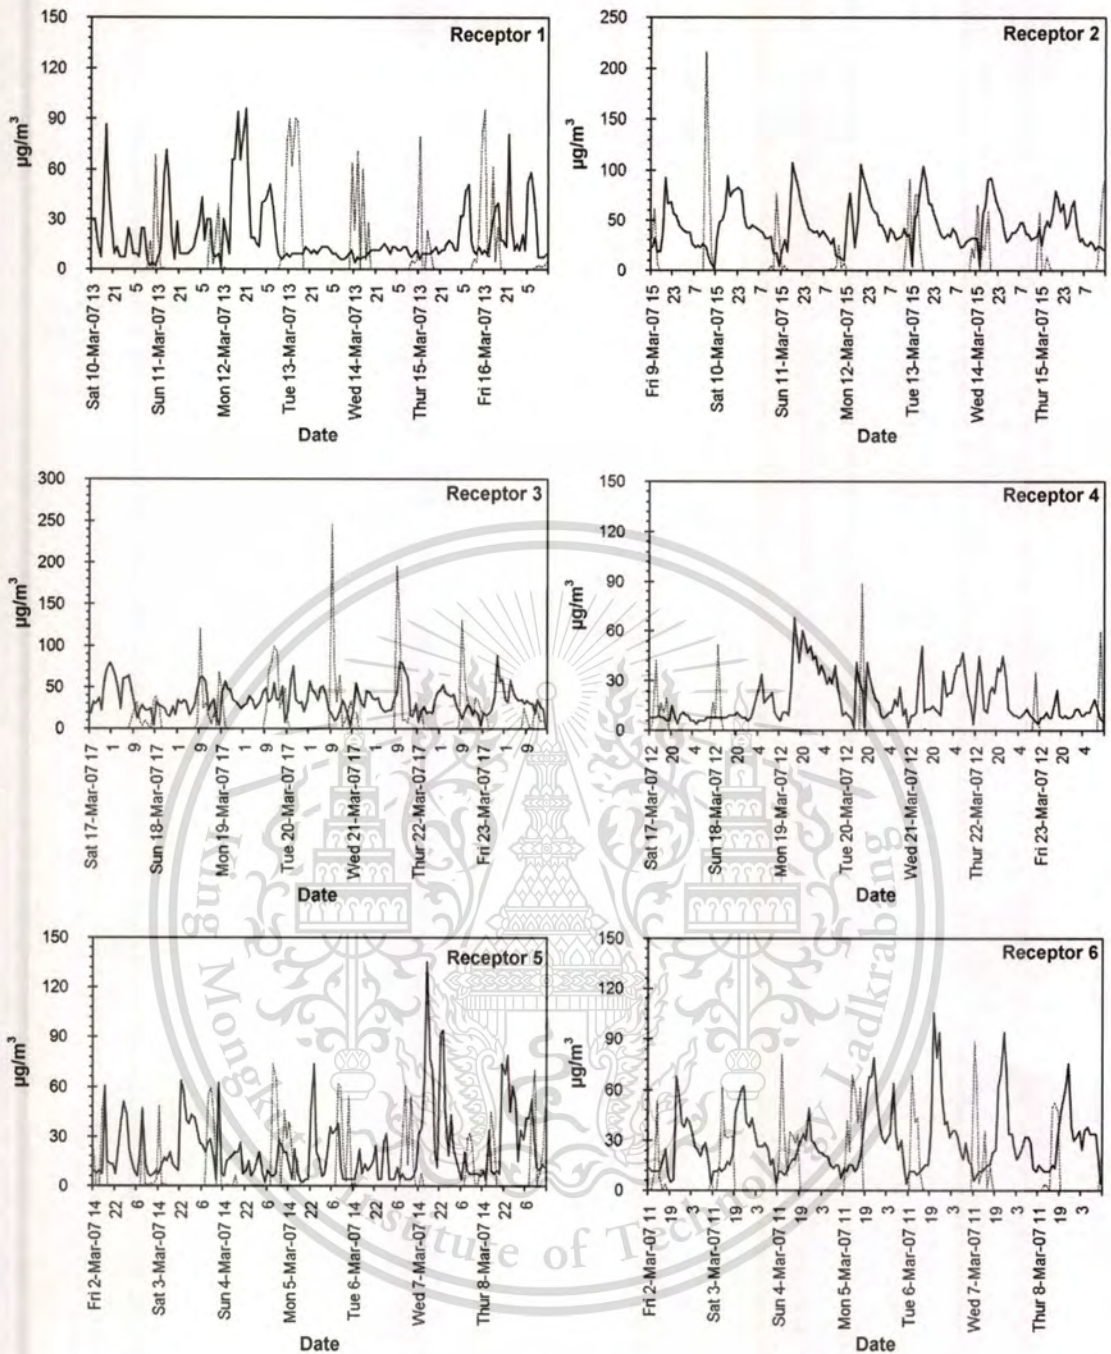 Receptor 1
150
120
90
60
30
0
µg/m³
Sat 10-Mar-07 13
21
5
Sun 11-Mar-07 13
21
5
Mon 12-Mar-07 13
21
5
Tue 13-Mar-07 13
21
5
Wed 14-Mar-07 13
21
5
Thur 15-Mar-07 13
21
5
Fri 16-Mar-07 13
21
5
Date
Receptor 2
250
200
150
100
50
0
µg/m³
Fri 9-Mar-07 15
23
7
Sat 10-Mar-07 15
23
7
Sun 11-Mar-07 15
23
7
Mon 12-Mar-07 15
23
7
Tue 13-Mar-07 15
23
7
Wed 14-Mar-07 15
23
7
Thur 15-Mar-07 15
23
7
Date
Receptor 3
300
250
200
150
100
50
0
µg/m³
Sat 17-Mar-07 17
1
9
Sun 18-Mar-07 17
1
9
Mon 19-Mar-07 17
1
9
Tue 20-Mar-07 17
1
9
Wed 21-Mar-07 17
1
9
Thur 22-Mar-07 17
1
9
Fri 23-Mar-07 17
1
9
Date
Receptor 4
150
120
90
60
30
0
µg/m³
Sat 17-Mar-07 12
20
4
Sun 18-Mar-07 12
20
4
Mon 19-Mar-07 12
20
4
Tue 20-Mar-07 12
20
4
Wed 21-Mar-07 12
20
4
Thur 22-Mar-07 12
20
4
Fri 23-Mar-07 12
20
4
Date
Receptor 5
150
120
90
60
30
0
µg/m³
Fri 2-Mar-07 14
22
6
Sat 3-Mar-07 14
22
6
Sun 4-Mar-07 14
22
6
Mon 5-Mar-07 14
22
6
Tue 6-Mar-07 14
22
6
Wed 7-Mar-07 14
22
6
Thur 8-Mar-07 14
22
6
Date
Receptor 6
150
120
90
60
30
0
µg/m³
Fri 2-Mar-07 11
19
3
Sat 3-Mar-07 11
19
3
Sun 4-Mar-07 11
19
3
Mon 5-Mar-07 11
19
3
Tue 6-Mar-07 11
19
3
Wed 7-Mar-07 11
19
3
Thur 8-Mar-07 11
19
3
Date
King Mongkut's Institute of Technology Ladkrabang